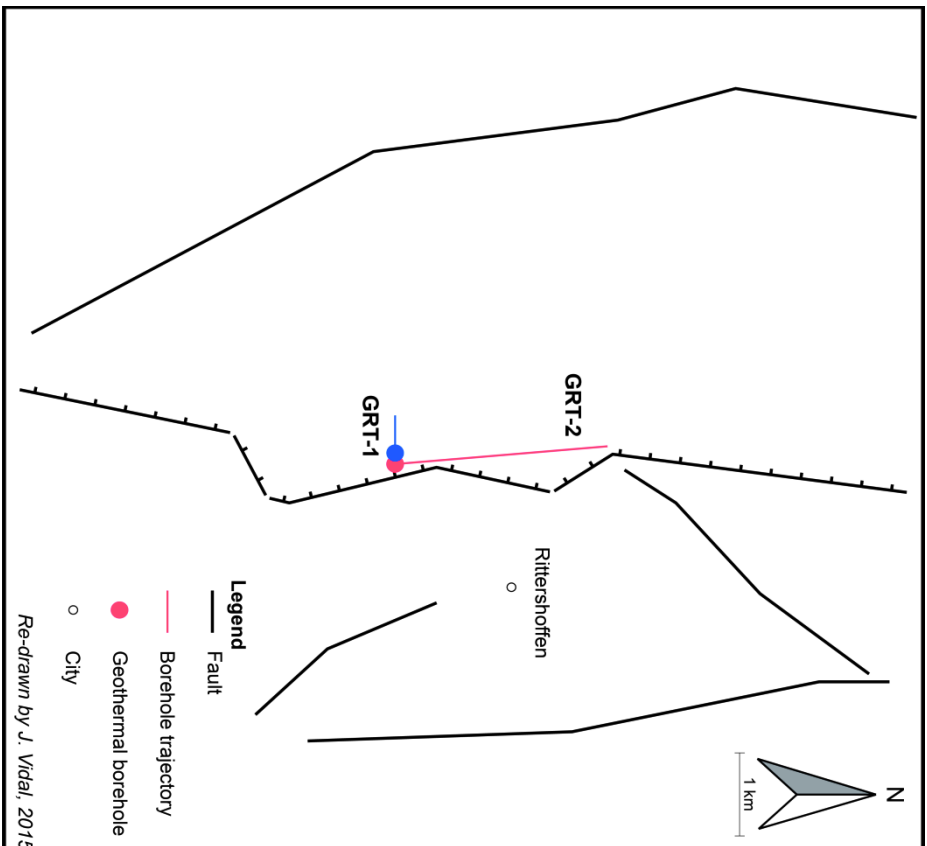 N
1 km
GRT-2
GRT-1
Rittershoffen
Legend
Fault
Borehole trajectory
Geothermal borehole
City
Re-drawn by J. Vidal, 2015